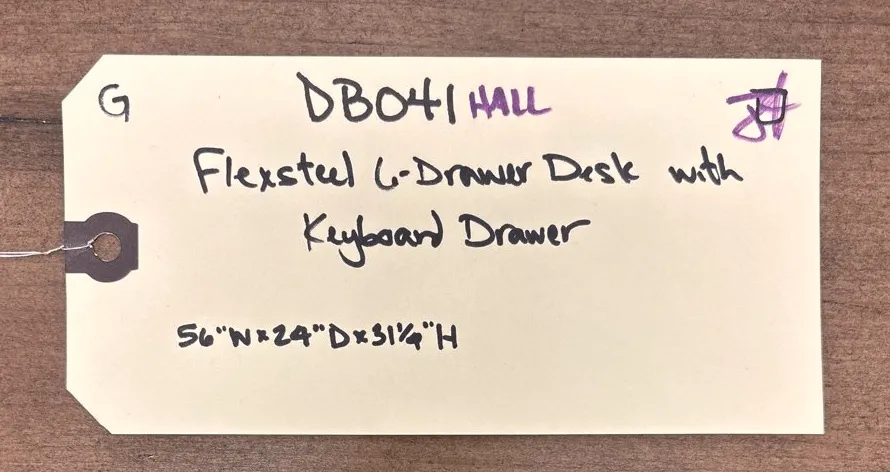 G
DB041 HALL
Flexsteel 6-Drawer Desk with
Keyboard Drawer
56"W x 24"D x 31¼"H